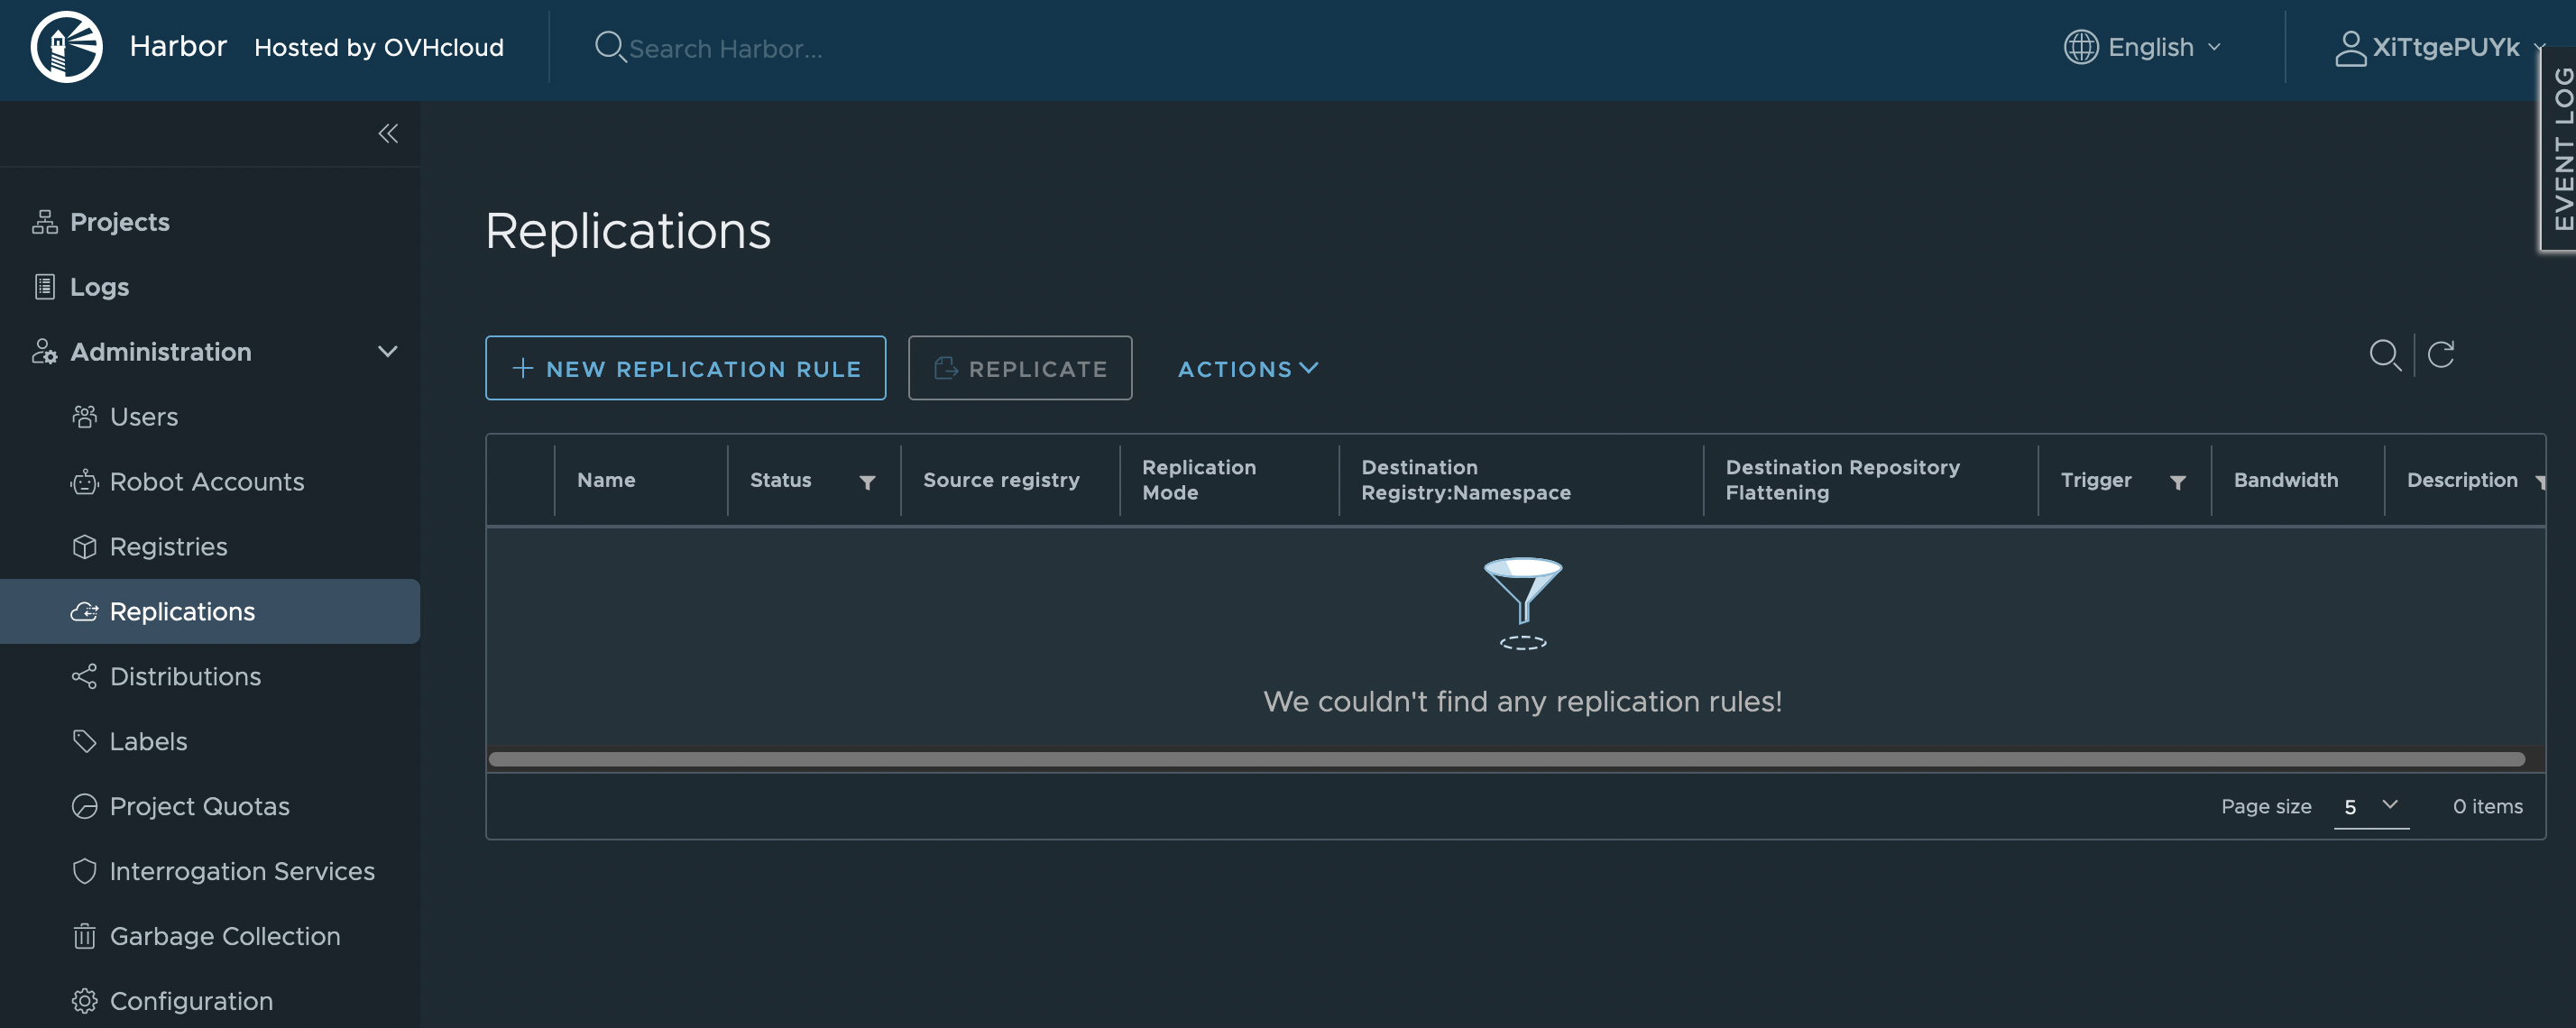 Harbor
Hosted by OVHcloud
Search Harbor...
English
XiTtgePUYk
EVENT LOG
Projects
Logs
Administration
Users
Robot Accounts
Registries
Replications
Distributions
Labels
Project Quotas
Interrogation Services
Garbage Collection
Configuration
Replications
NEW REPLICATION RULE
REPLICATE
ACTIONS
Name
Status
Source registry
Replication
Mode
Destination
Registry:Namespace
Destination Repository
Flattening
Trigger
Bandwidth
Description
We couldn't find any replication rules!
Page size
5
0 items